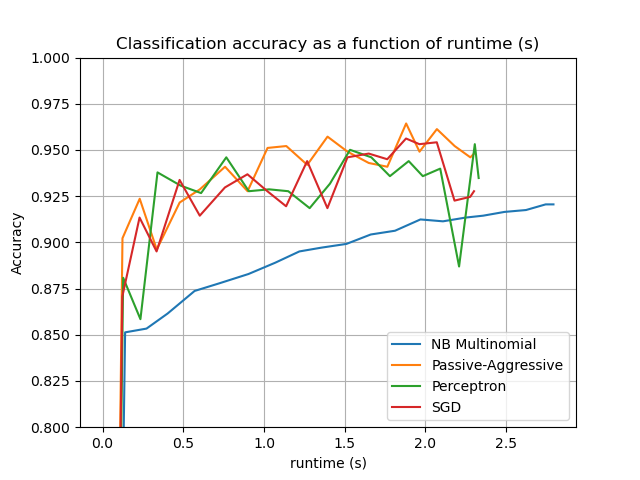 Classification accuracy as a function of runtime (s)
1.000
0.975
0.950
0.925
0.900
0.875
0.850
0.825
0.800
Accuracy
NB Multinomial
Passive-Aggressive
Perceptron
SGD
0.0 0.5 1.0 1.5 2.0 2.5
runtime (s)